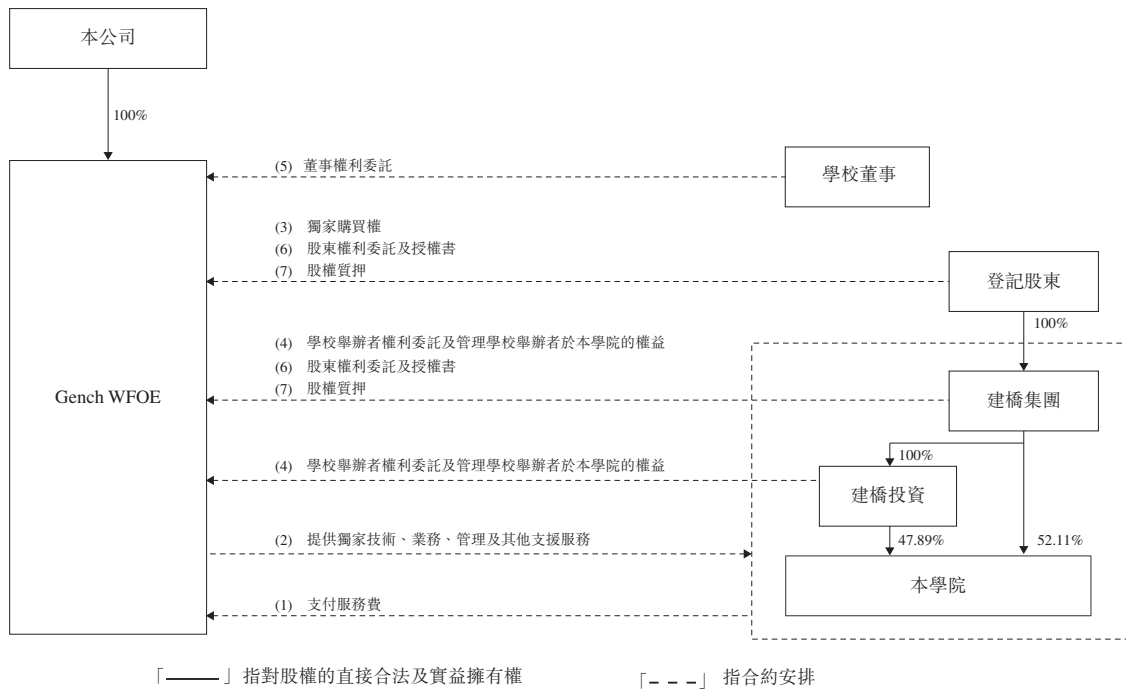 本公司
100%
(5) 董事權利委託
學校董事
(3) 獨家購買權
(6) 股東權利委託及授權書
(7) 股權質押
登記股東
100%
(4) 學校舉辦者權利委託及管理學校舉辦者於本學院的權益
(6) 股東權利委託及授權書
(7) 股權質押
Gench WFOE
建橋集團
100%
(4) 學校舉辦者權利委託及管理學校舉辦者於本學院的權益
建橋投資
(2) 提供獨家技術、業務、管理及其他支援服務
47.89%
52.11%
本學院
(1) 支付服務費
「——」指對股權的直接合法及實益擁有權
「– – –」指合約安排